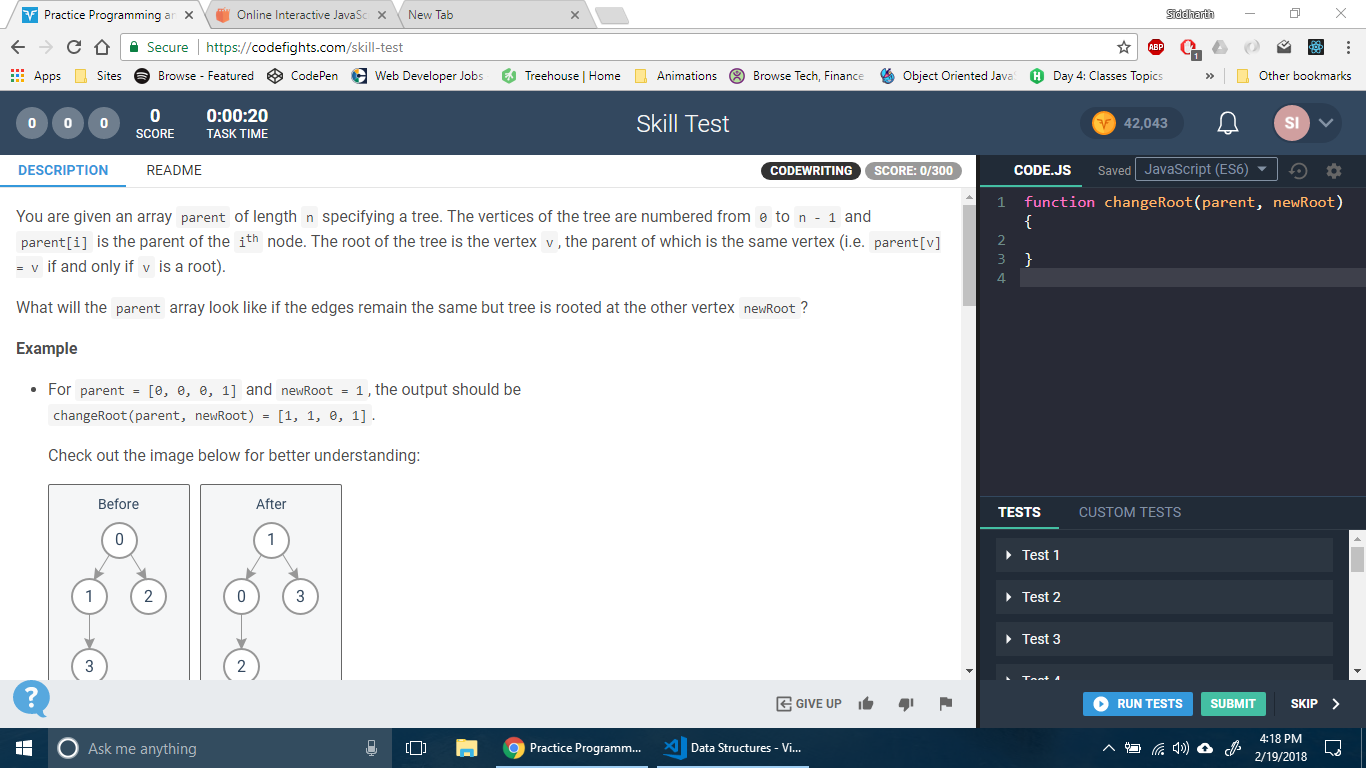 Practice Programming an
Online Interactive JavaSc
New Tab
Siddharth
Secure
https://codefights.com/skill-test
ABP
1
Apps
Sites
Browse - Featured
CodePen
Web Developer Jobs
Treehouse | Home
Animations
Browse Tech, Finance
Object Oriented Java
Day 4: Classes Topics
»
Other bookmarks
0 0 0
0
SCORE
0:00:20
TASK TIME
Skill Test
42,043
SI
DESCRIPTION
README
CODEWRITING
SCORE: 0/300
You are given an array parent of length n specifying a tree. The vertices of the tree are numbered from 0 to n - 1 and
parent[i] is the parent of the ith node. The root of the tree is the vertex v, the parent of which is the same vertex (i.e. parent[v]
= v if and only if v is a root).
What will the parent array look like if the edges remain the same but tree is rooted at the other vertex newRoot ?
Example
• For parent = [0, 0, 0, 1] and newRoot = 1, the output should be
changeRoot(parent, newRoot) = [1, 1, 0, 1].
Check out the image below for better understanding:
Before
0
1 2
3
After
1
0 3
2
?
GIVE UP
CODE.JS
Saved
JavaScript (ES6)
1 function changeRoot(parent, newRoot)
{
2
3 }
4
TESTS
CUSTOM TESTS
Test 1
Test 2
Test 3
Test 4
RUN TESTS
SUBMIT
SKIP
Ask me anything
Practice Programm...
Data Structures - Vi...
4:18 PM
2/19/2018